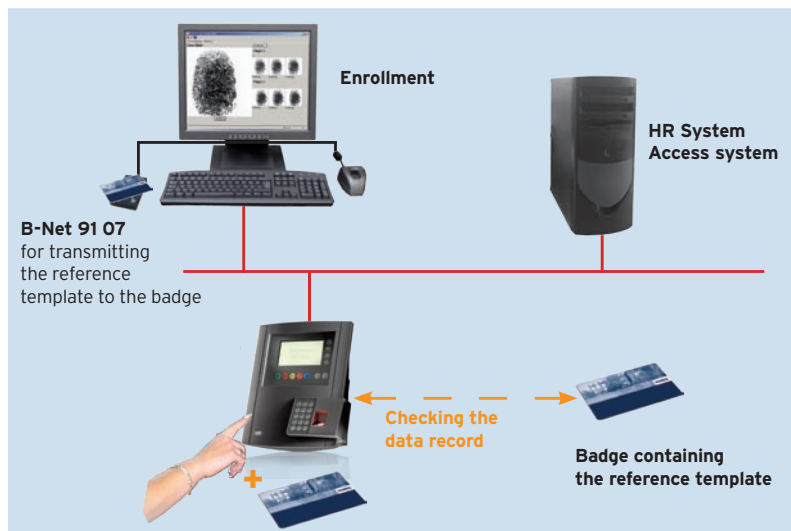 Enrollment
HR System
Access system
B-Net 91 07
for transmitting
the reference
template to the badge
Checking the
data record
Badge containing
the reference template